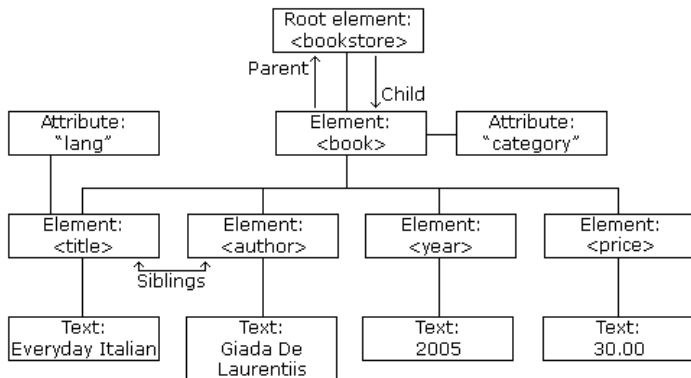 Root element:
<bookstore>
Parent
Child
Attribute:
"lang"
Element:
<book>
Attribute:
"category"
Element:
<title>
Element:
<author>
Element:
<year>
Element:
<price>
Siblings
Text:
Everyday Italian
Text:
Giada De
Laurentiis
Text:
2005
Text:
30.00